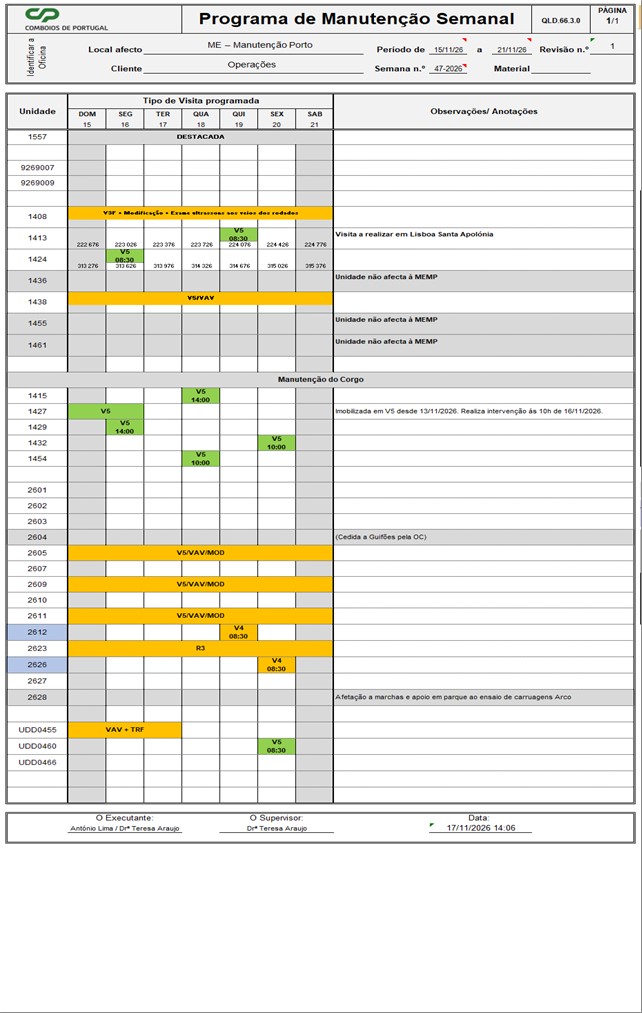 CP
COMBOIOS DE PORTUGAL
Programa de Manutenção Semanal
QLD.66.3.0
PÁGINA
1/1
Identificar a Oficina
Local afecto ME – Manutenção Porto Período de 15/11/26 a 21/11/26 Revisão n.º 1
Cliente Operações Semana n.º 47-2026 Material
Unidade Tipo de Visita programada Observações/ Anotações
DOM SEG TER QUA QUI SEX SAB
15 16 17 18 19 20 21
1557 DESTACADA
9269007
9269009
1408 V3F + Modificação + Exame ultrassons aos veios dos rodados
1413 V5 08:30 Visita a realizar em Lisboa Santa Apolónia
222 676 223 026 223 376 223 726 224 076 224 426 224 776
1424 V5 08:30
313 276 313 626 313 976 314 326 314 676 315 026 315 376
1436 Unidade não afecta à MEMP
1438 V5/VAV
1455 Unidade não afecta à MEMP
1461 Unidade não afecta à MEMP
Manutenção do Corgo
1415 V5 14:00
1427 V5 Imobilizada em V5 desde 13/11/2026. Realiza intervenção ás 10h de 16/11/2026.
1429 V5 14:00
1432 V5 10:00
1454 V5 10:00
2601
2602
2603
2604 (Cedida a Guifões pela OC)
2605 V5/VAV/MOD
2607
2609 V5/VAV/MOD
2610
2611 V5/VAV/MOD
2612 V4 08:30
2623 R3
2626 V4 08:30
2627
2628 Afetação a marchas e apoio em parque ao ensaio de carruagens Arco
UDD0455 VAV + TRF
UDD0460 V5 08:30
UDD0466
O Executante: O Supervisor: Data:
António Lima / Drª Teresa Araujo Drª Teresa Araujo 17/11/2026 14:06